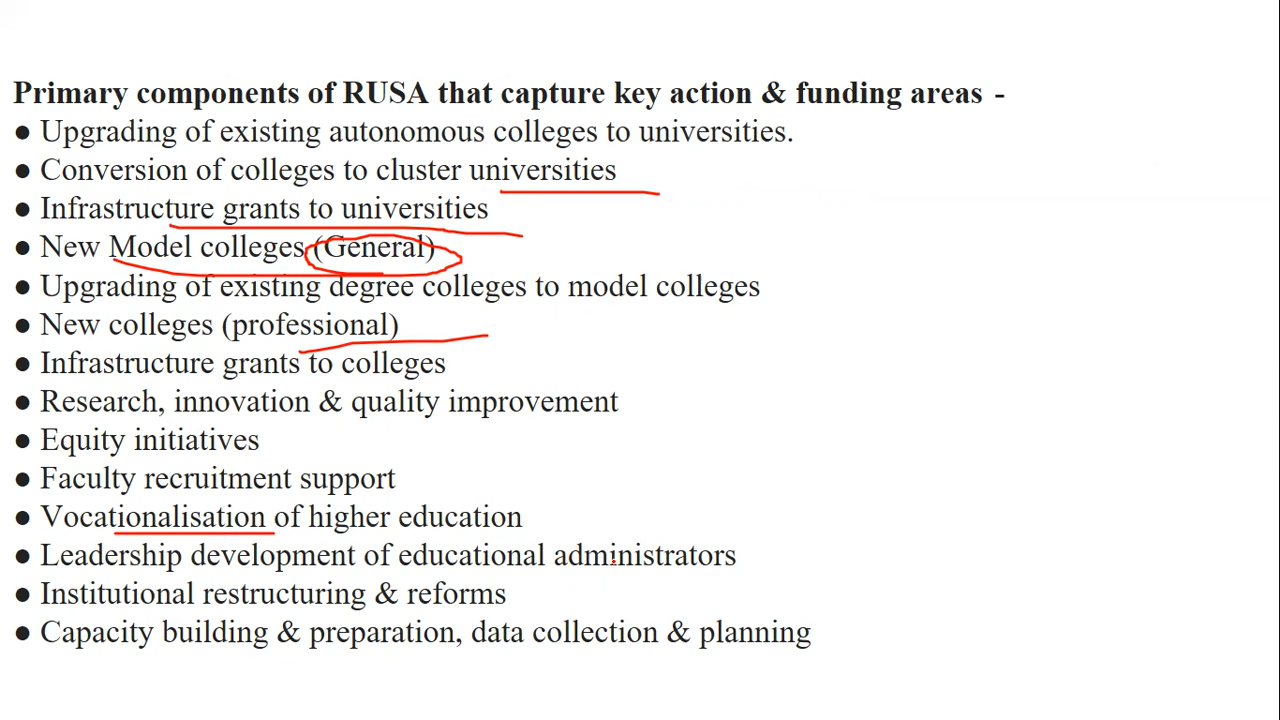 Primary components of RUSA that capture key action & funding areas -
● Upgrading of existing autonomous colleges to universities.
● Conversion of colleges to cluster universities
● Infrastructure grants to universities
● New Model colleges (General)
● Upgrading of existing degree colleges to model colleges
● New colleges (professional)
● Infrastructure grants to colleges
● Research, innovation & quality improvement
● Equity initiatives
● Faculty recruitment support
● Vocationalisation of higher education
● Leadership development of educational administrators
● Institutional restructuring & reforms
● Capacity building & preparation, data collection & planning